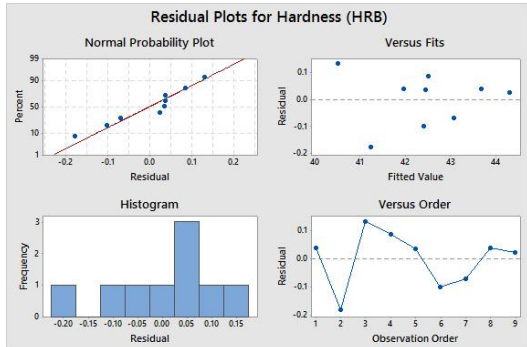 Residual Plots for Hardness (HRB)
Normal Probability Plot
99
90
50
10
1
Percent
-0.2 -0.1 0.0 0.1 0.2
Residual
Versus Fits
0.1
0.0
-0.1
-0.2
Residual
40 41 42 43 44
Fitted Value
Histogram
3
2
1
0
Frequency
-0.20 -0.15 -0.10 -0.05 0.00 0.05 0.10 0.15
Residual
Versus Order
0.1
0.0
-0.1
-0.2
Residual
1 2 3 4 5 6 7 8 9
Observation Order